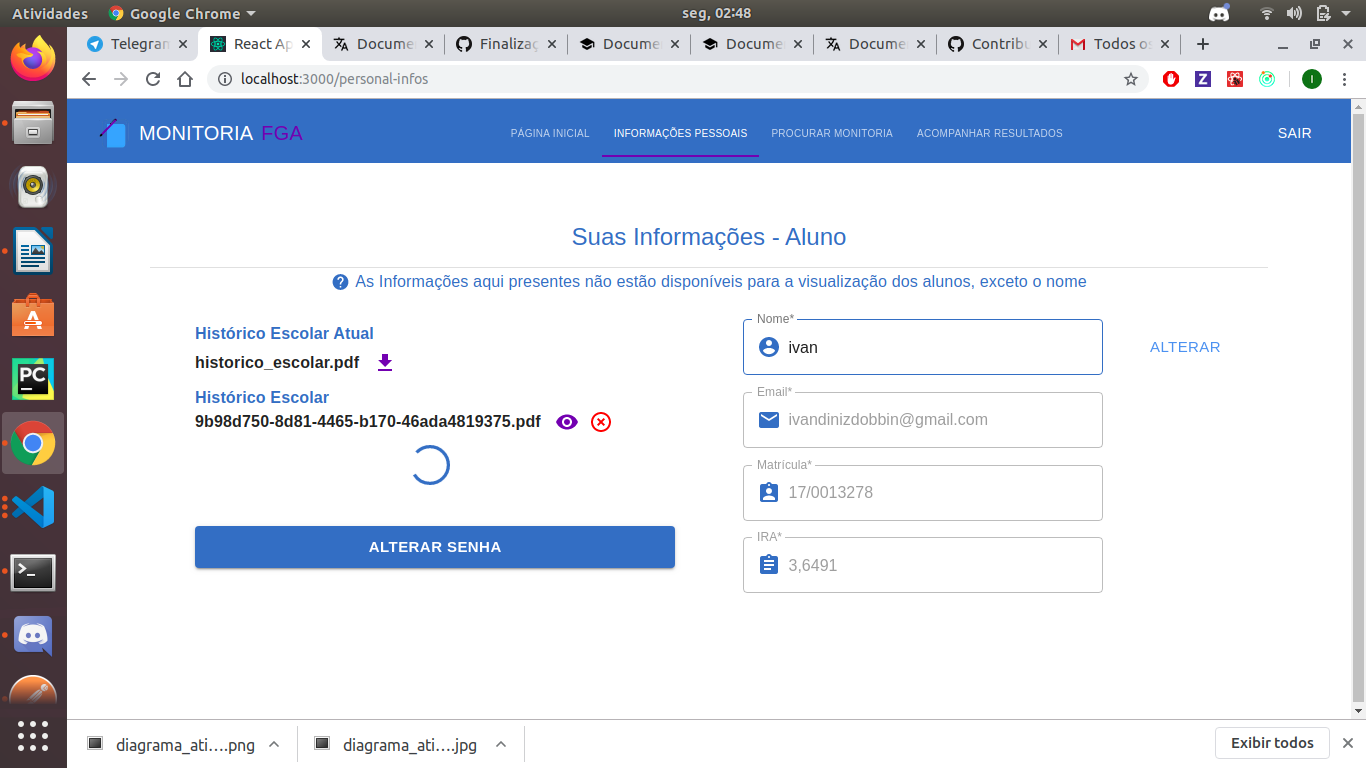 Atividades Google Chrome seg, 02:48
Telegram React Ap Docume Finalizaç Docume Docume Docume Contribu Todos os
localhost:3000/personal-infos
MONITORIA FGA PÁGINA INICIAL INFORMAÇÕES PESSOAIS PROCURAR MONITORIA ACOMPANHAR RESULTADOS SAIR
Suas Informações - Aluno
As Informações aqui presentes não estão disponíveis para a visualização dos alunos, exceto o nome
Histórico Escolar Atual
historico_escolar.pdf
Histórico Escolar
9b98d750-8d81-4465-b170-46ada4819375.pdf
ALTERAR SENHA
Nome*
ivan
ALTERAR
Email*
ivandinizdobbin@gmail.com
Matrícula*
17/0013278
IRA*
3,6491
diagrama_ati....png diagrama_ati....jpg Exibir todos